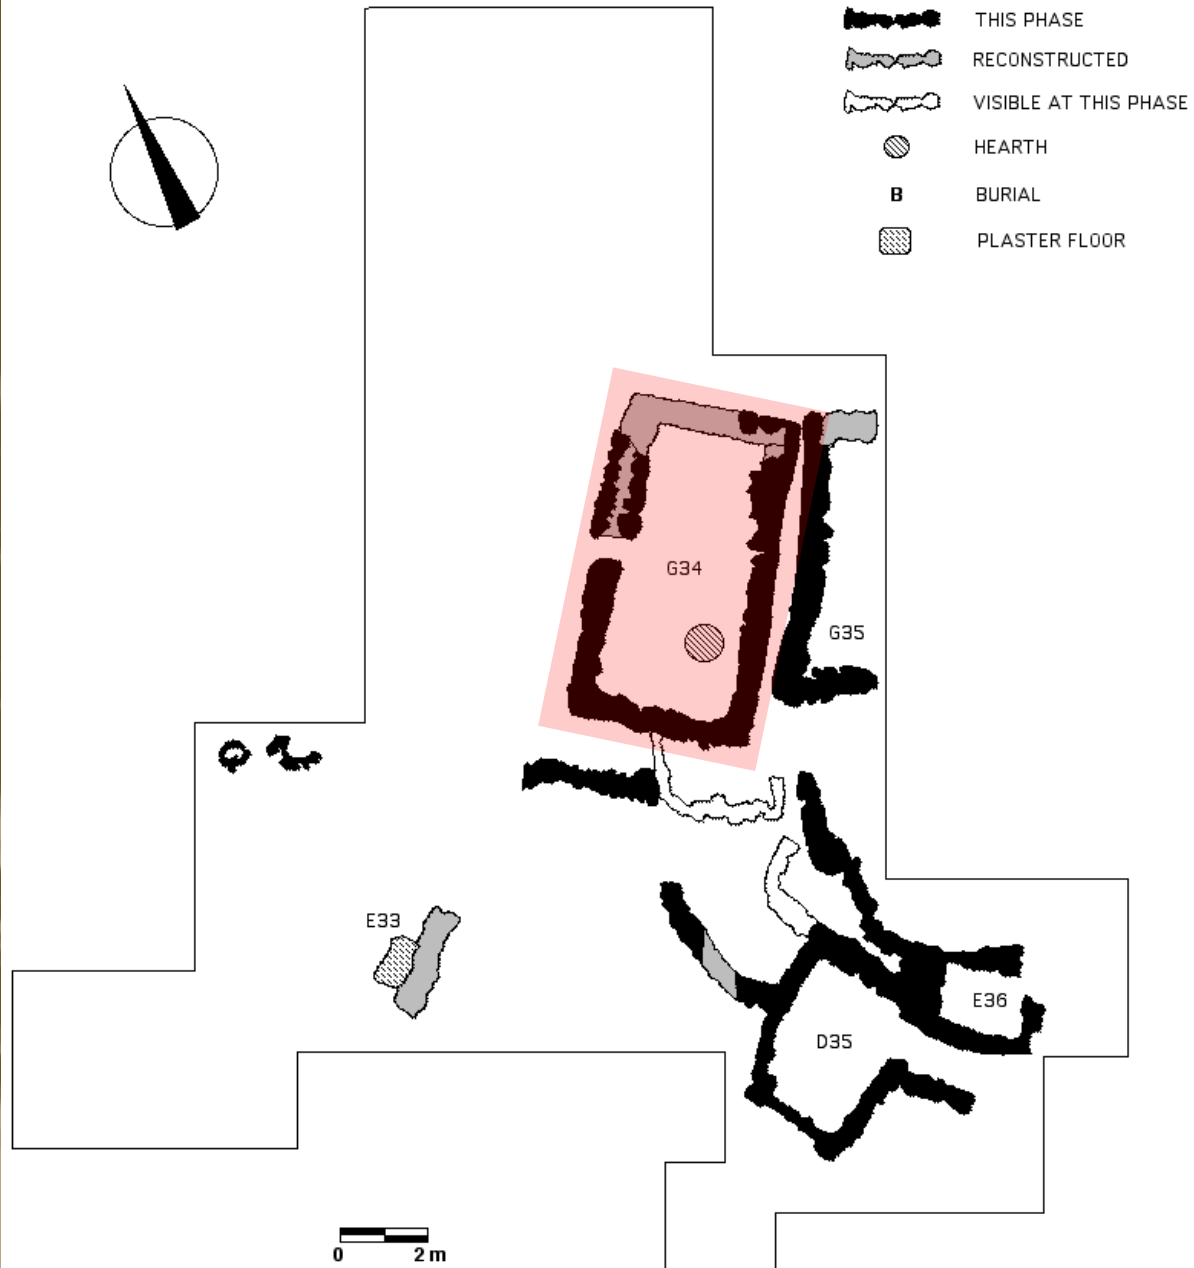 THIS PHASE
RECONSTRUCTED
VISIBLE AT THIS PHASE
HEARTH
B BURIAL
PLASTER FLOOR
G34
G35
E33
E36
D35
0 2 m